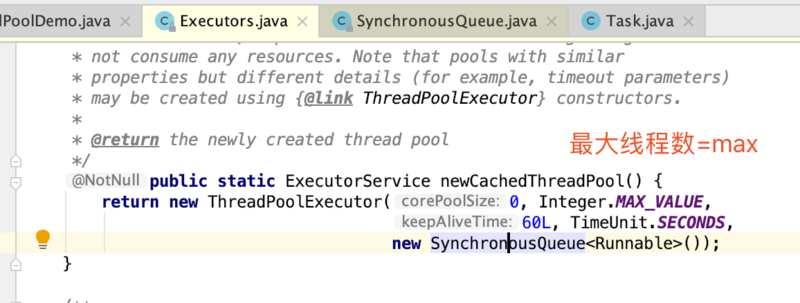 lPoolDemo.java × Executors.java × SynchronousQueue.java × Task.java ×
* not consume any resources. Note that pools with similar
* properties but different details (for example, timeout parameters)
* may be created using {@link ThreadPoolExecutor} constructors.
*
* @return the newly created thread pool
最大线程数=max
*/
@NotNull public static ExecutorService newCachedThreadPool() {
return new ThreadPoolExecutor( corePoolSize: 0, Integer.MAX_VALUE,
keepAliveTime: 60L, TimeUnit.SECONDS,
new SynchronousQueue<Runnable>());
}